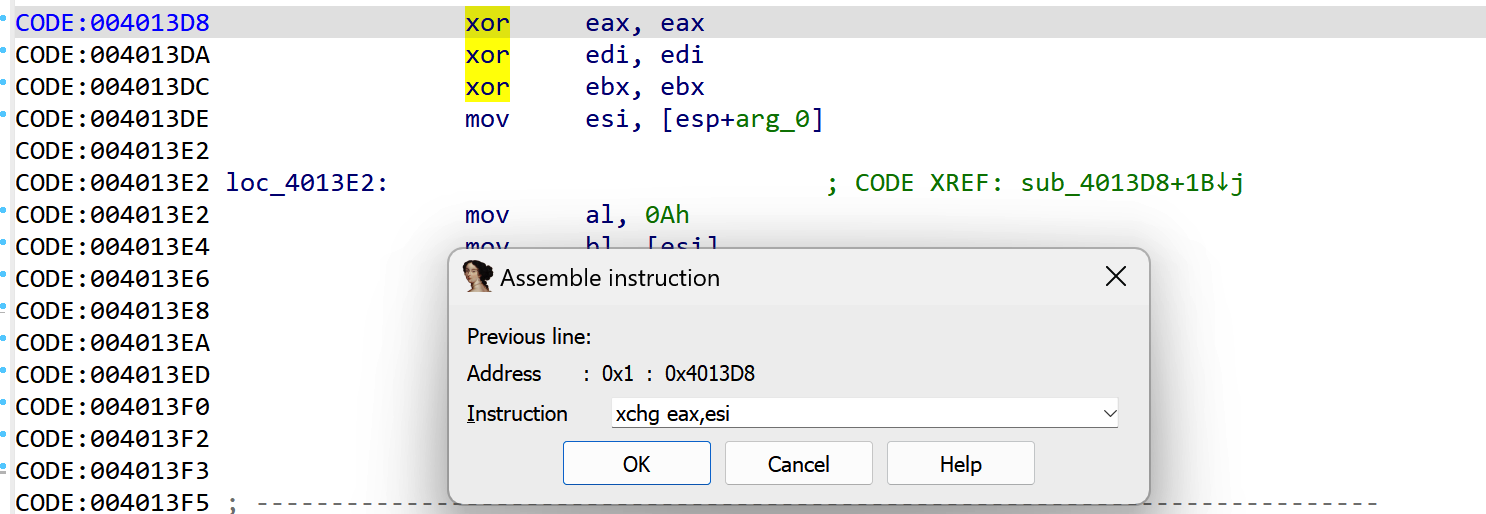 CODE:004013D8 xor eax, eax
CODE:004013DA xor edi, edi
CODE:004013DC xor ebx, ebx
CODE:004013DE mov esi, [esp+arg_0]
CODE:004013E2
CODE:004013E2 loc_4013E2: ; CODE XREF: sub_4013D8+1B↓j
CODE:004013E2 mov al, 0Ah
CODE:004013E4 mov bl, [esi]
CODE:004013E6
CODE:004013E8
CODE:004013EA
CODE:004013ED
CODE:004013F0
CODE:004013F2
CODE:004013F3
CODE:004013F5 ; ---------------------------------------------------------------------------
Assemble instruction
Previous line:
Address : 0x1 : 0x4013D8
Instruction xchg eax,esi
OK Cancel Help